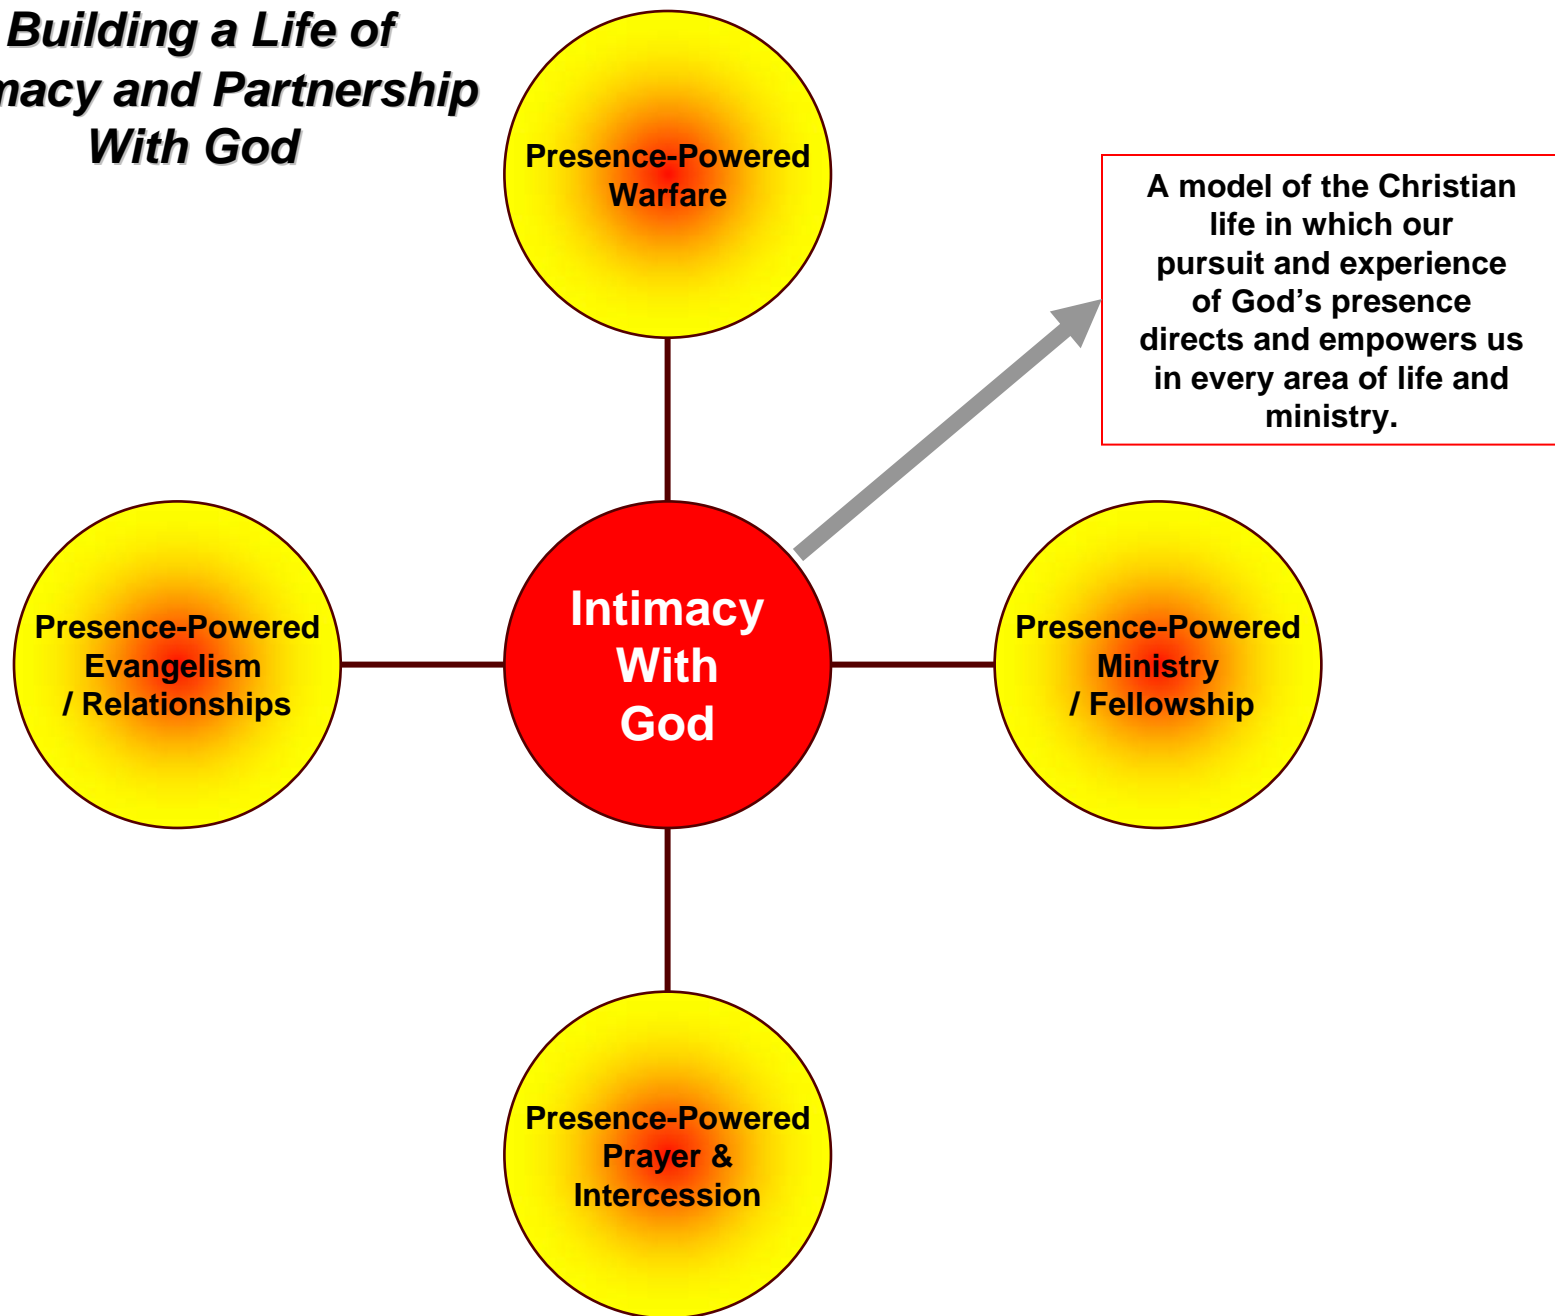 Building a Life of
macy and Partnership
With God
Presence-Powered
Warfare
A model of the Christian
life in which our
pursuit and experience
of God’s presence
directs and empowers us
in every area of life and
ministry.
Presence-Powered
Evangelism
/ Relationships
Intimacy
With
God
Presence-Powered
Ministry
/ Fellowship
Presence-Powered
Prayer &
Intercession